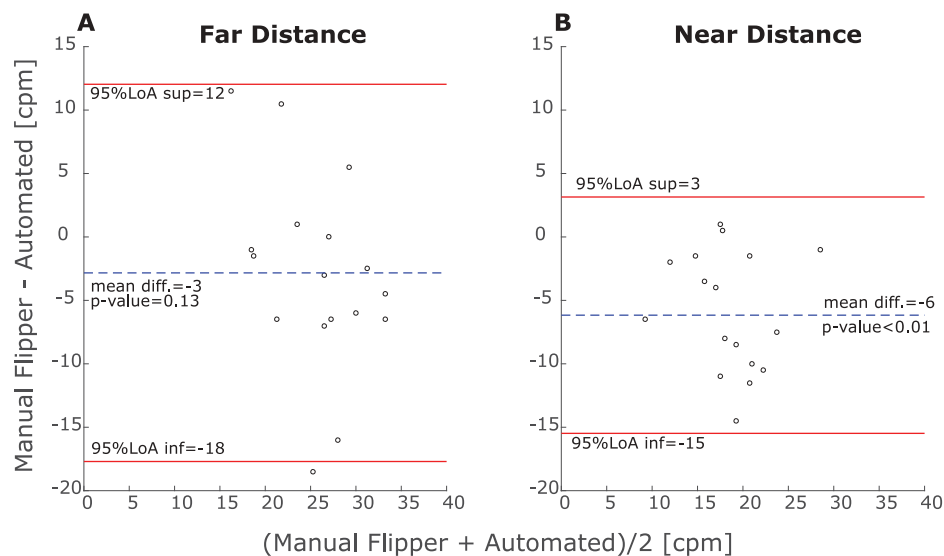 A
Far Distance
B
Near Distance
Manual Flipper - Automated [cpm]
15
10
5
0
-5
-10
-15
-20
95%LoA sup=12
mean diff.=-3
p-value=0.13
95%LoA inf=-18
0
5
10
15
20
25
30
35
40
15
10
5
0
-5
-10
-15
-20
95%LoA sup=3
mean diff.=-6
p-value<0.01
95%LoA inf=-15
0
5
10
15
20
25
30
35
40
(Manual Flipper + Automated)/2 [cpm]